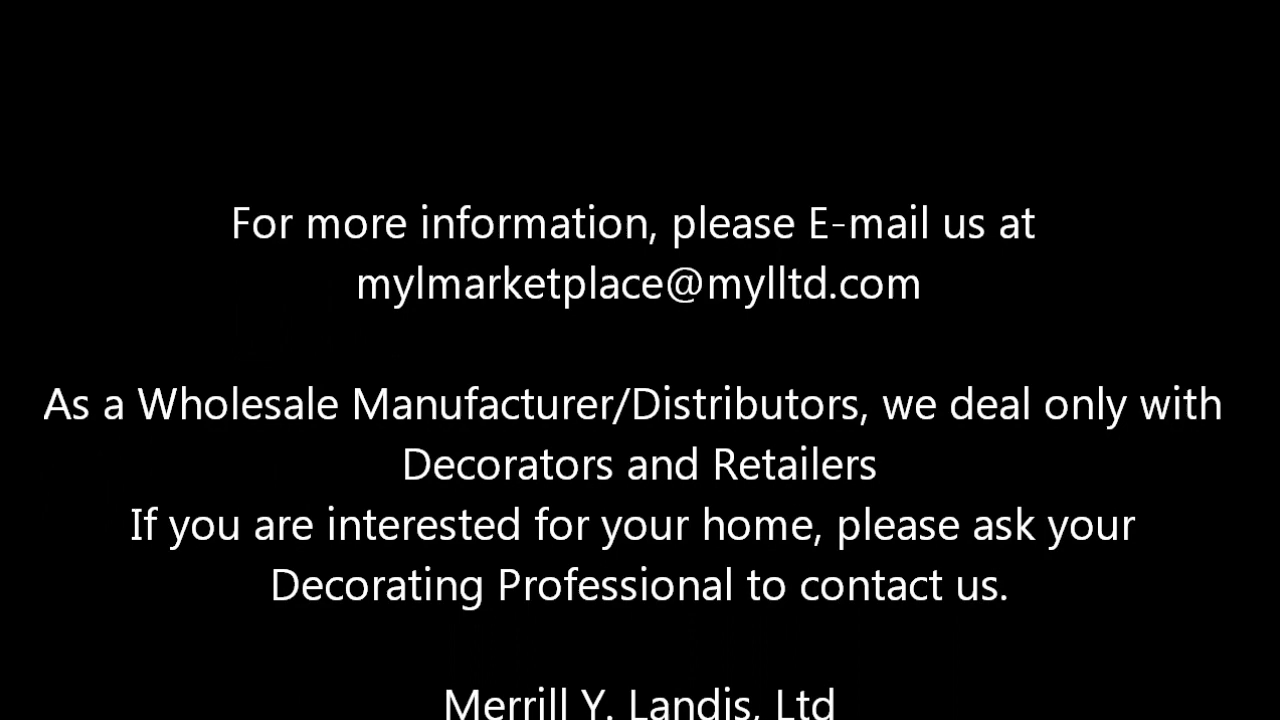 For more information, please E-mail us at
mylmarketplace@mylltd.com
As a Wholesale Manufacturer/Distributors, we deal only with
Decorators and Retailers
If you are interested for your home, please ask your
Decorating Professional to contact us.
Merrill Y. Landis, Ltd